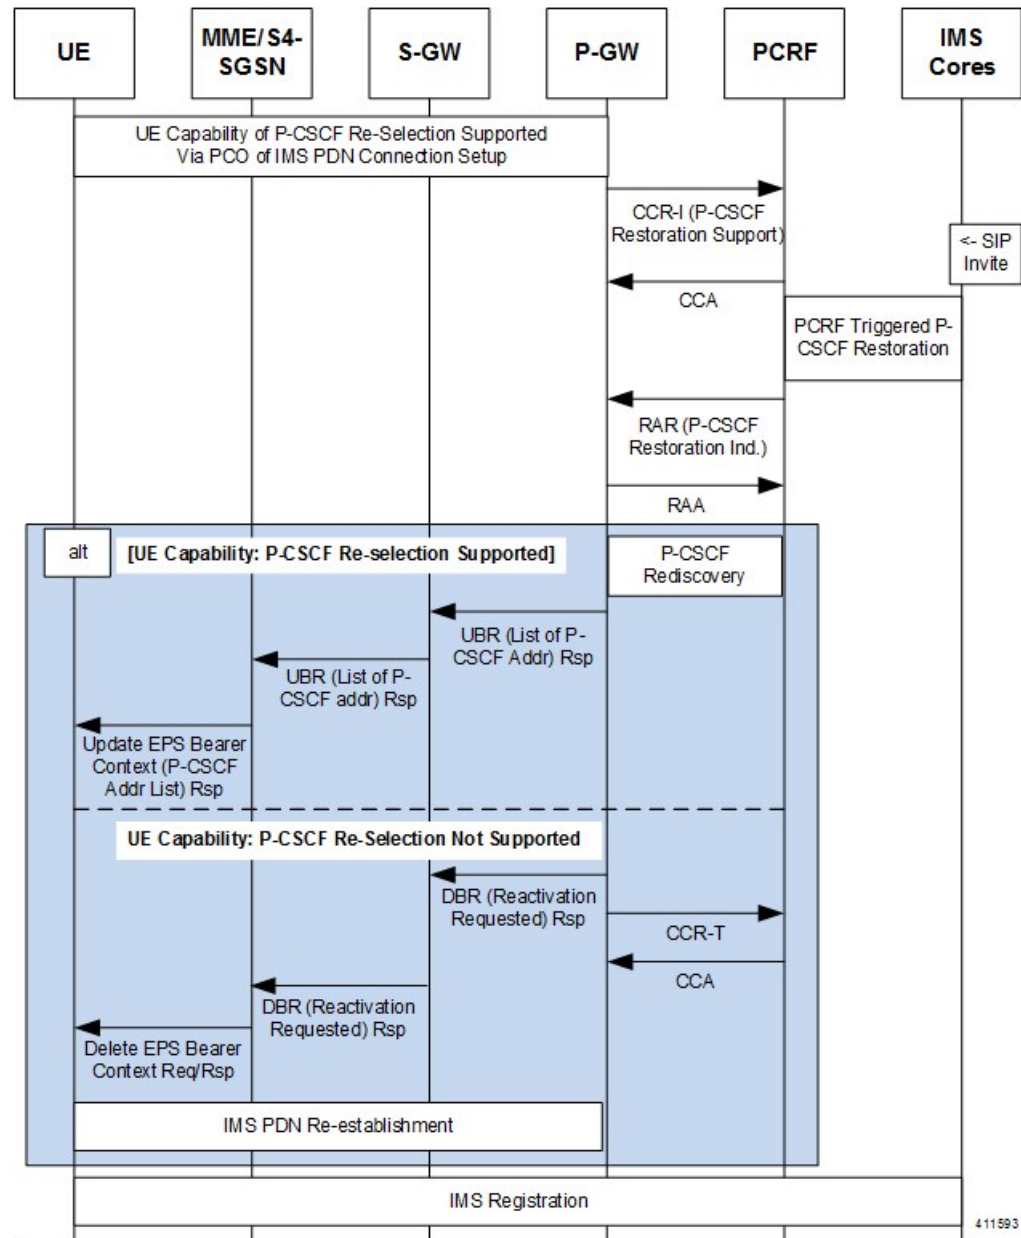 UE
MME/S4-
SGSN
S-GW
P-GW
PCRF
IMS
Cores
UE Capability of P-CSCF Re-Selection Supported
Via PCO of IMS PDN Connection Setup
CCR-I (P-CSCF
Restoration Support)
<- SIP
Invite
CCA
PCRF Triggered P-
CSCF Restoration
RAR (P-CSCF
Restoration Ind.)
RAA
alt
[UE Capability: P-CSCF Re-selection Supported]
P-CSCF
Rediscovery
UBR (List of P-
CSCF Addr) Rsp
UBR (List of P-
CSCF addr) Rsp
Update EPS Bearer
Context (P-CSCF
Addr List) Rsp
UE Capability: P-CSCF Re-Selection Not Supported
DBR (Reactivation
Requested) Rsp
CCR-T
CCA
DBR (Reactivation
Requested) Rsp
Delete EPS Bearer
Context Req/Rsp
IMS PDN Re-establishment
IMS Registration
411593